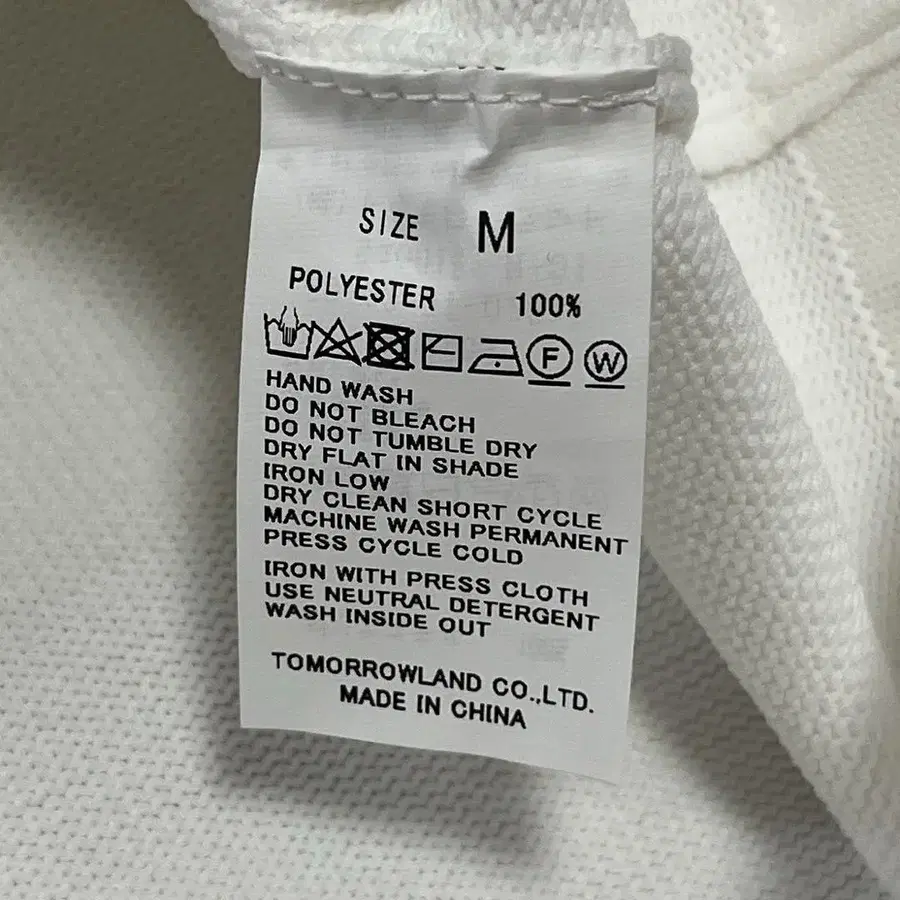 SIZE M
POLYESTER 100%
F W
HAND WASH
DO NOT BLEACH
DO NOT TUMBLE DRY
DRY FLAT IN SHADE
IRON LOW
DRY CLEAN SHORT CYCLE
MACHINE WASH PERMANENT
PRESS CYCLE COLD
IRON WITH PRESS CLOTH
USE NEUTRAL DETERGENT
WASH INSIDE OUT
TOMORROWLAND CO.,LTD.
MADE IN CHINA